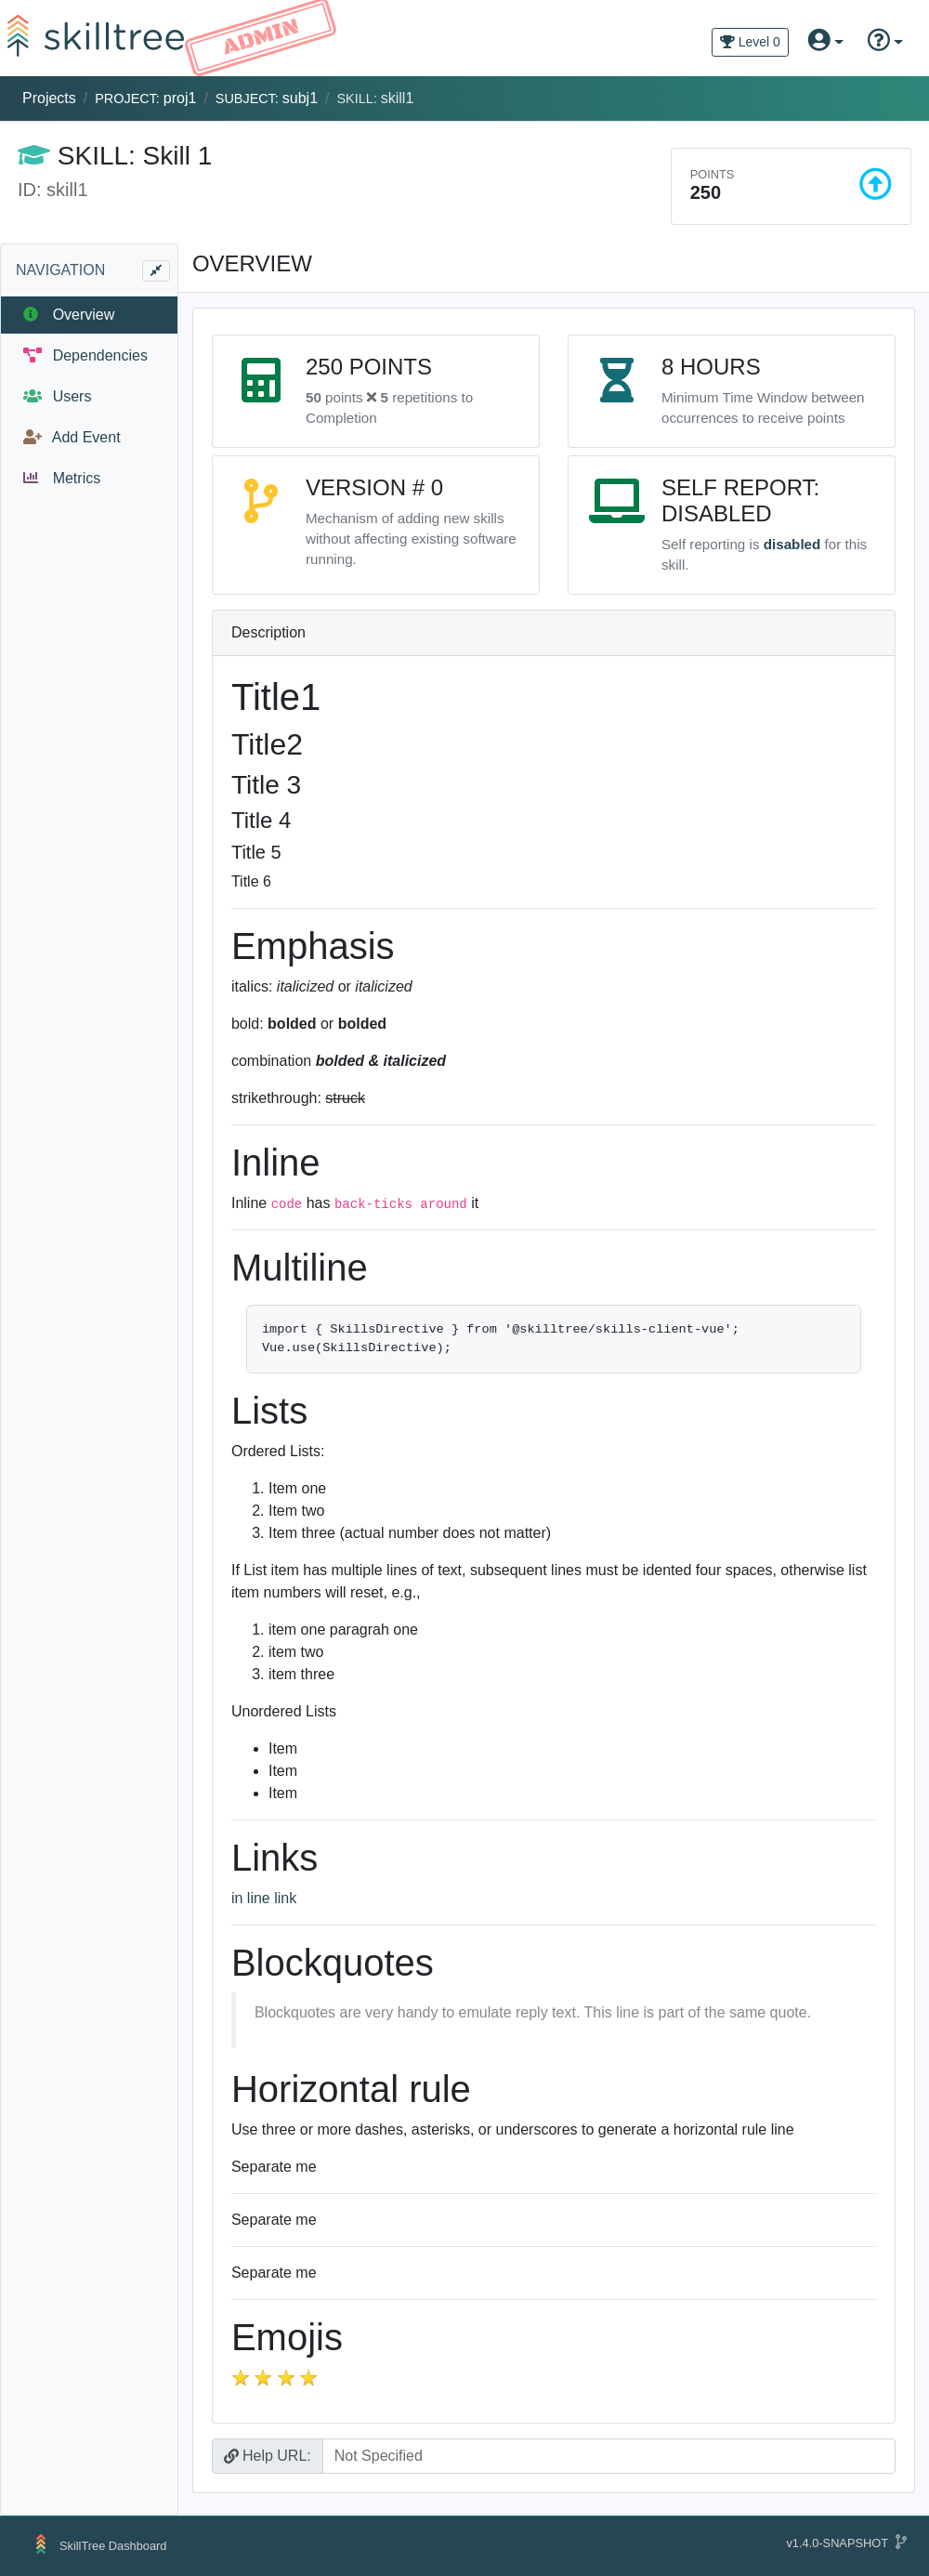 skilltree
ADMIN
Level 0
Projects / PROJECT: proj1 / SUBJECT: subj1 / SKILL: skill1
SKILL: Skill 1
ID: skill1
POINTS
250
NAVIGATION
Overview
Dependencies
Users
Add Event
Metrics
OVERVIEW
250 POINTS
50 points × 5 repetitions to
Completion
8 HOURS
Minimum Time Window between
occurrences to receive points
VERSION # 0
Mechanism of adding new skills
without affecting existing software
running.
SELF REPORT:
DISABLED
Self reporting is disabled for this
skill.
Description
Title1
Title2
Title 3
Title 4
Title 5
Title 6
Emphasis
italics: italicized or italicized
bold: bolded or bolded
combination bolded & italicized
strikethrough: struck
Inline
Inline code has back-ticks around it
Multiline
import { SkillsDirective } from '@skilltree/skills-client-vue';
Vue.use(SkillsDirective);
Lists
Ordered Lists:
1. Item one
2. Item two
3. Item three (actual number does not matter)
If List item has multiple lines of text, subsequent lines must be idented four spaces, otherwise list
item numbers will reset, e.g.,
1. item one paragrah one
2. item two
3. item three
Unordered Lists
• Item
• Item
• Item
Links
in line link
Blockquotes
Blockquotes are very handy to emulate reply text. This line is part of the same quote.
Horizontal rule
Use three or more dashes, asterisks, or underscores to generate a horizontal rule line
Separate me
Separate me
Separate me
Emojis
⭐ ⭐ ⭐ ⭐
Help URL: Not Specified
SkillTree Dashboard
v1.4.0-SNAPSHOT